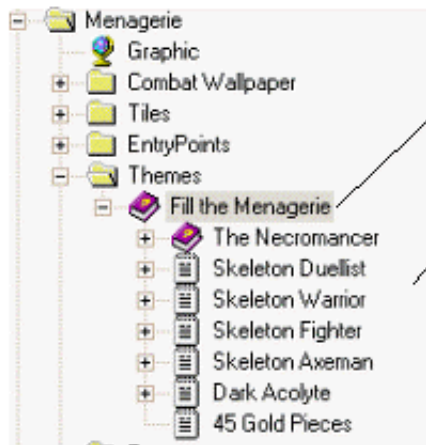 Menagerie
Graphic
Combat Wallpaper
Tiles
EntryPoints
Themes
Fill the Menagerie
The Necromancer
Skeleton Duellist
Skeleton Warrior
Skeleton Fighter
Skeleton Axeman
Dark Acolyte
45 Gold Pieces